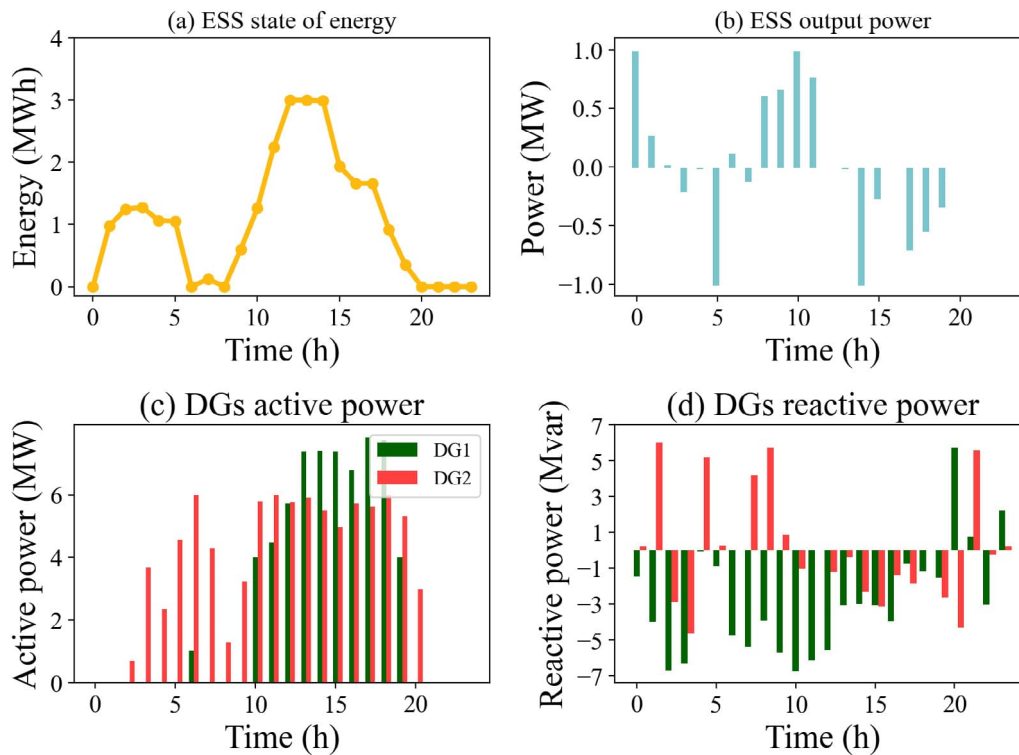 (a) ESS state of energy
Energy (MWh)
4
3
2
1
0
0 5 10 15 20
Time (h)
(b) ESS output power
Power (MW)
1.0
0.5
0.0
−0.5
−1.0
0 5 10 15 20
Time (h)
(c) DGs active power
Active power (MW)
6
4
2
0
DG1
DG2
0 5 10 15 20
Time (h)
(d) DGs reactive power
Reactive power (Mvar)
7
5
3
1
−1
−3
−5
−7
0 5 10 15 20
Time (h)